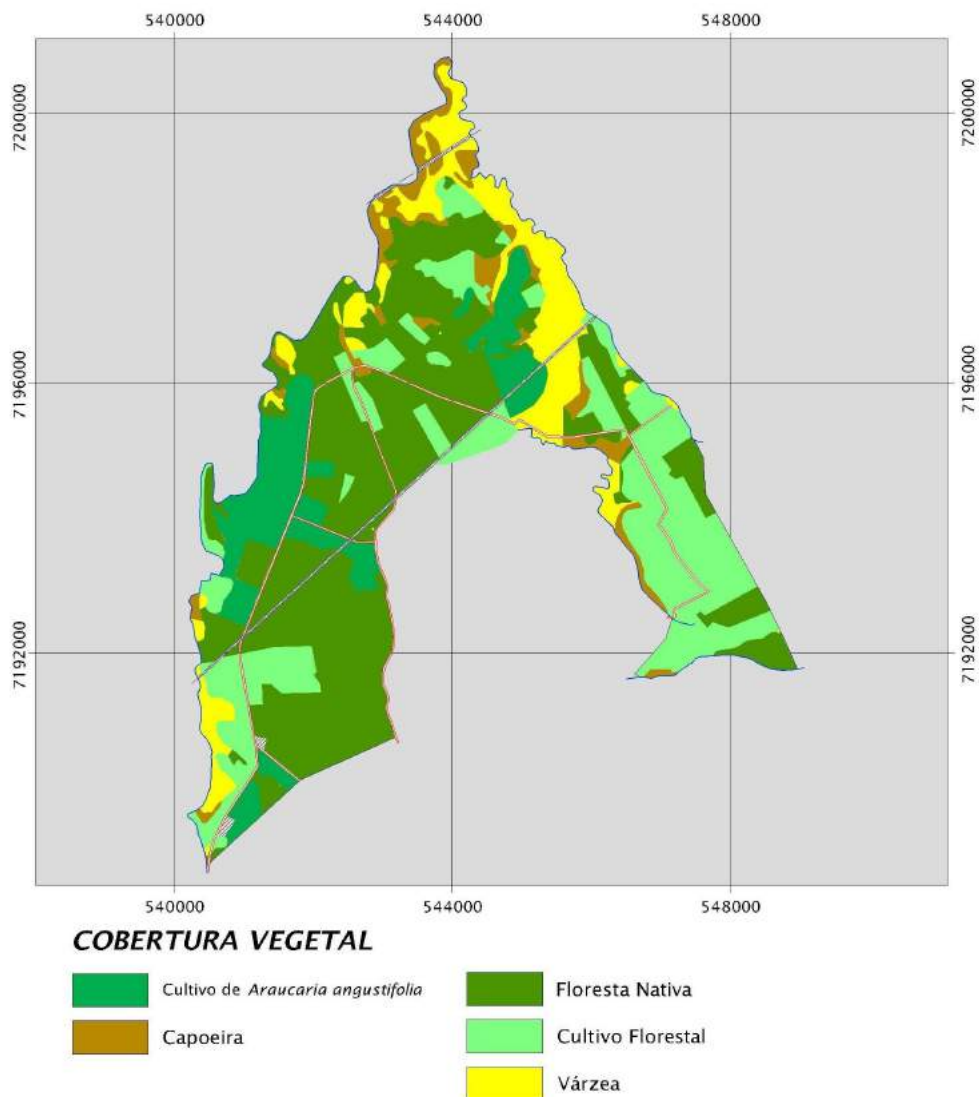 540000 544000 548000
7200000 7200000
7196000 7196000
7192000 7192000
540000 544000 548000
COBERTURA VEGETAL
Cultivo de Araucaria angustifolia
Capoeira
Floresta Nativa
Cultivo Florestal
Várzea